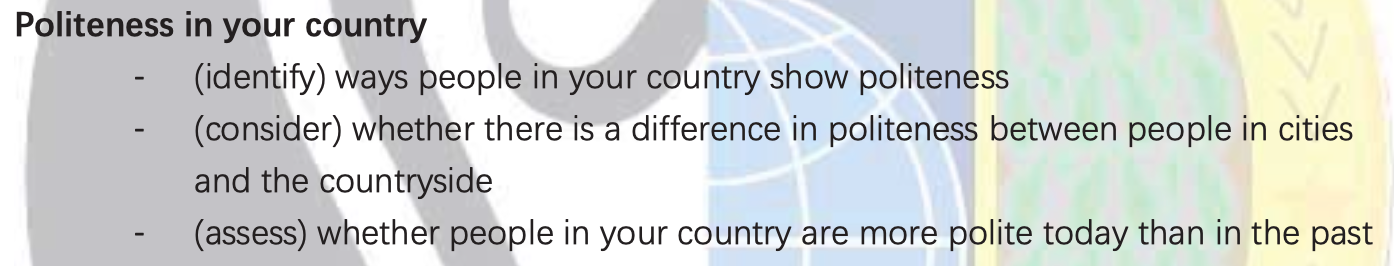 Politeness in your country
- (identify) ways people in your country show politeness
- (consider) whether there is a difference in politeness between people in cities
and the countryside
- (assess) whether people in your country are more polite today than in the past